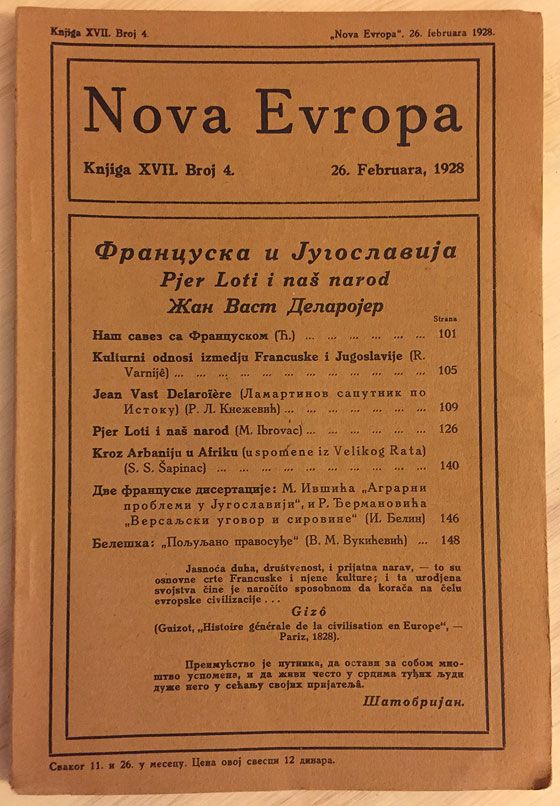 Knjiga XVII. Broj 4.
„Nova Evropa“. 26. februara 1928.
Nova Evropa
Knjiga XVII. Broj 4.
26. Februara, 1928
Француска и Југославија
Pjer Loti i naš narod
Жан Васт Деларојер
Strana
Наш савез са Француском (Ћ.) ... ... ... ... ... ... 101
Kulturni odnosi izmedju Francuske i Jugoslavije (R.
Varnijê) ... ... ... ... ... ... ... ... ... ... 105
Jean Vast Delaroïère (Ламартинов сапутник по
Истоку) (Р. Л. Кнежевић) ... ... ... ... ... ... 109
Pjer Loti i naš narod (M. Ibrovac) ... ... ... ... ... 126
Kroz Arbaniju u Afriku (uspomene iz Velikog Rata)
(S. S. Šapinac) ... ... ... ... ... ... ... ... ... 140
Две француске дисертације: М. Ившића „Аграрни
проблеми у Југославији“, и Р. Ђермановића
„Версаљски уговор и сировине“ (И. Белин) 146
Белешка: „Пољуљано правосуђе“ (В. М. Вукићевић) ... 148
Jasnoća duha, društvenost, i prijatna narav, — to su
osnovne crte Francuske i njene kulture; i ta urodjena
svojstva čine je naročito sposobnom da korača na čelu
evropske civilizacije . . .
Gizô
(Guizot, „Histoire générale de la civilisation en Europe“, —
Pariz, 1828).
Преимућство је путника, да остави за собом мно-
штво успомена, и да живи често у срцима туђих људи
дуже него у сећању својих пријатеља̂.
Шатобријан.
Сваког 11. и 26. у месецу. Цена овој свесци 12 динара.